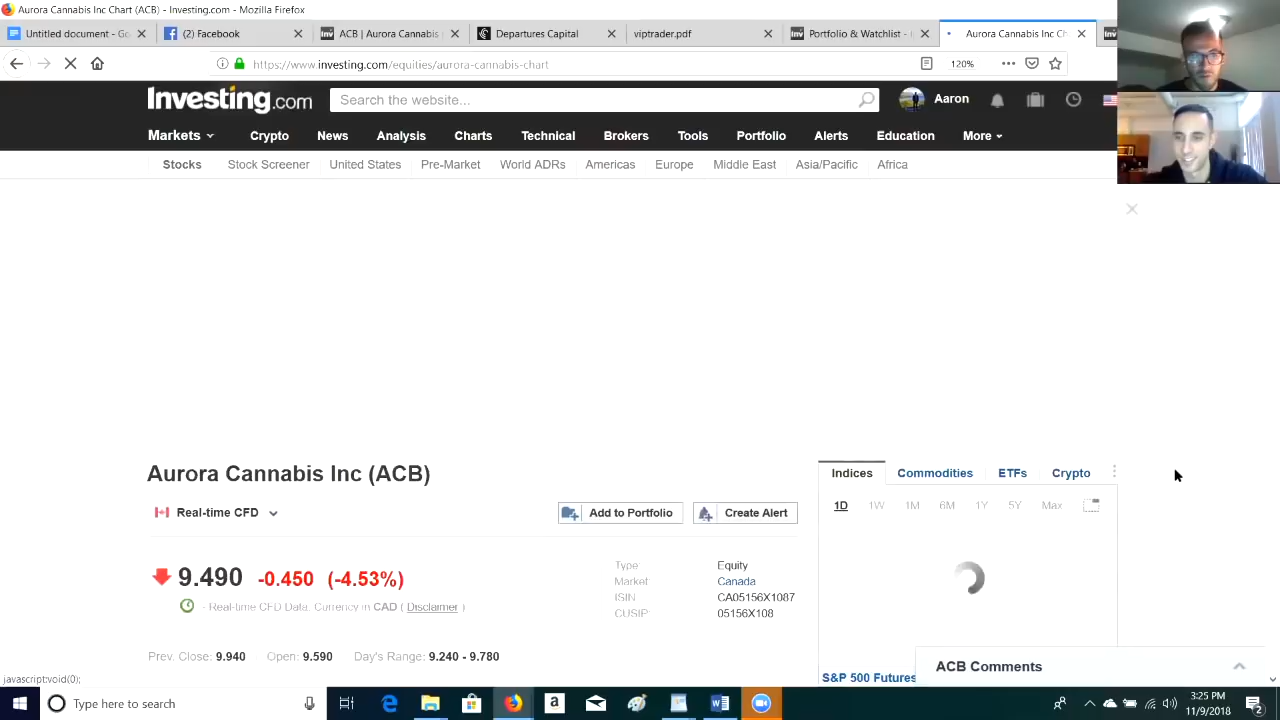 Aurora Cannabis Inc Chart (ACB) - Investing.com - Mozilla Firefox
Untitled document - Go
(2) Facebook
ACB | Aurora Cannabis
Departures Capital
viptrader.pdf
Portfolio & Watchlist - I
Aurora Cannabis Inc Ch
https://www.investing.com/equities/aurora-cannabis-chart
120%
Investing.com
Search the website...
Aaron
Markets
Crypto
News
Analysis
Charts
Technical
Brokers
Tools
Portfolio
Alerts
Education
More
Stocks
Stock Screener
United States
Pre-Market
World ADRs
Americas
Europe
Middle East
Asia/Pacific
Africa
Aurora Cannabis Inc (ACB)
Real-time CFD
Add to Portfolio
Create Alert
9.490 -0.450 (-4.53%)
- Real-time CFD Data. Currency in CAD ( Disclaimer )
Type: Equity
Market: Canada
ISIN: CA05156X1087
CUSIP: 05156X108
Prev. Close: 9.940 Open: 9.590 Day's Range: 9.240 - 9.780
Indices
Commodities
ETFs
Crypto
1D 1W 1M 6M 1Y 5Y Max
S&P 500 Futures
ACB Comments
javascript:void(0);
Type here to search
3:25 PM
11/9/2018
2